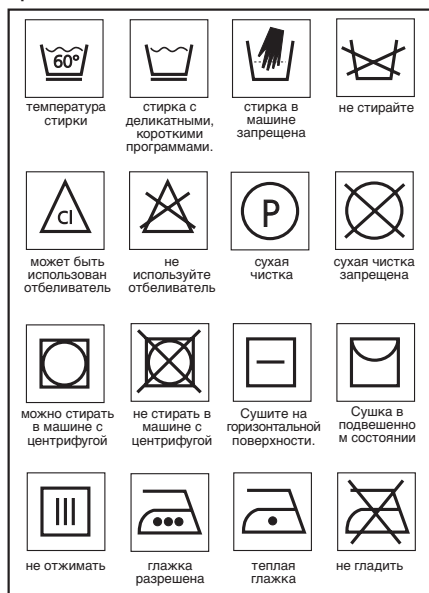 60°
температура
стирки
стирка с
деликатными,
короткими
программами.
стирка в
машине
запрещена
не стирайте
Cl
может быть
использован
отбеливатель
не
используйте
отбеливатель
P
сухая
чистка
сухая чистка
запрещена
можно стирать
в машине с
центрифугой
не стирать в
машине с
центрифугой
Сушите на
горизонтальной
поверхности.
Сушка в
подвешенно
м состоянии
не отжимать
глажка
разрешена
теплая
глажка
не гладить